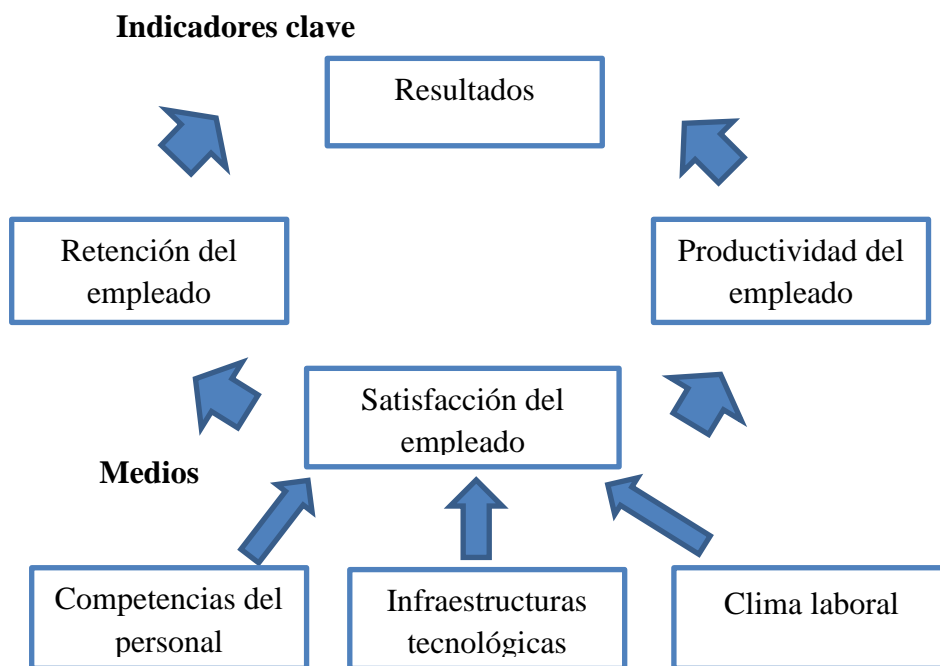 Indicadores clave
Resultados
Retención del
empleado
Productividad del
empleado
Satisfacción del
empleado
Medios
Competencias del
personal
Infraestructuras
tecnológicas
Clima laboral